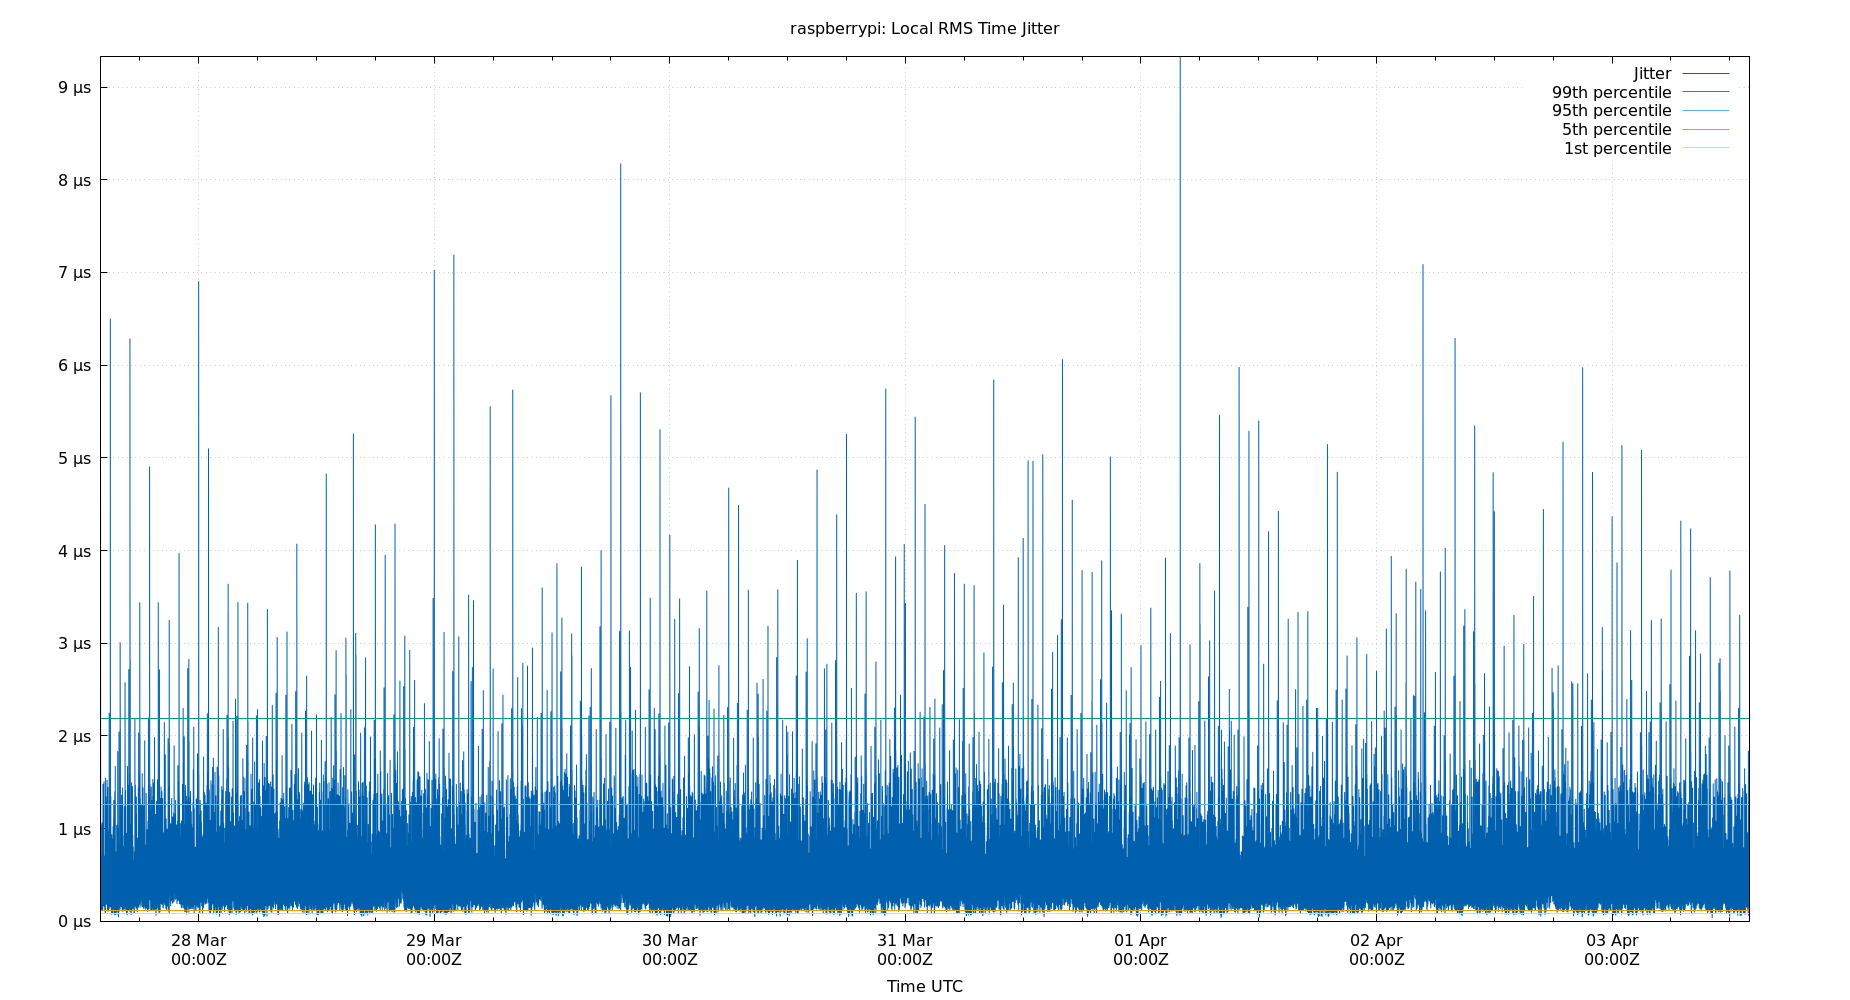 raspberrypi: Local RMS Time Jitter
Jitter
99th percentile
95th percentile
5th percentile
1st percentile
9 µs
8 µs
7 µs
6 µs
5 µs
4 µs
3 µs
2 µs
1 µs
0 µs
28 Mar 29 Mar 30 Mar 31 Mar 01 Apr 02 Apr 03 Apr
00:00Z 00:00Z 00:00Z 00:00Z 00:00Z 00:00Z 00:00Z
Time UTC